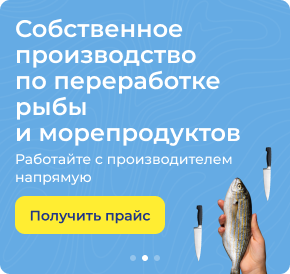 Собственное
производство
по переработке
рыбы
и морепродуктов
Работайте с производителем
напрямую
Получить прайс